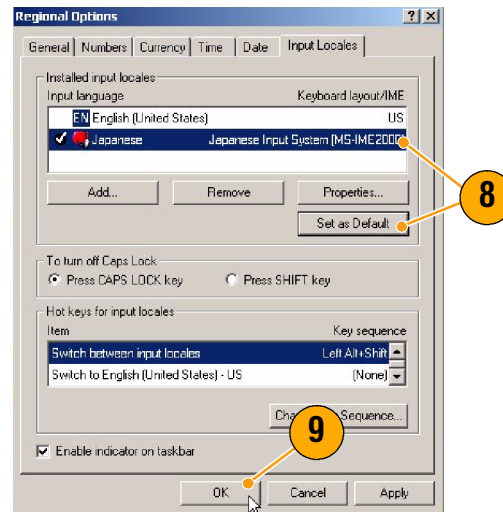 Regional Options
General Numbers Currency Time Date Input Locales
Installed input locales
Input language Keyboard layout/IME
EN English (United States) US
Japanese Japanese Input System (MS-IME2000)
Add... Remove Properties...
8
Set as Default
To turn off Caps Lock
Press CAPS LOCK key Press SHIFT key
Hot keys for input locales
Item Key sequence
Switch between input locales Left Alt+Shift
Switch to English (United States) - US (None)
Sequence...
9
Enable indicator on taskbar
OK Cancel Apply